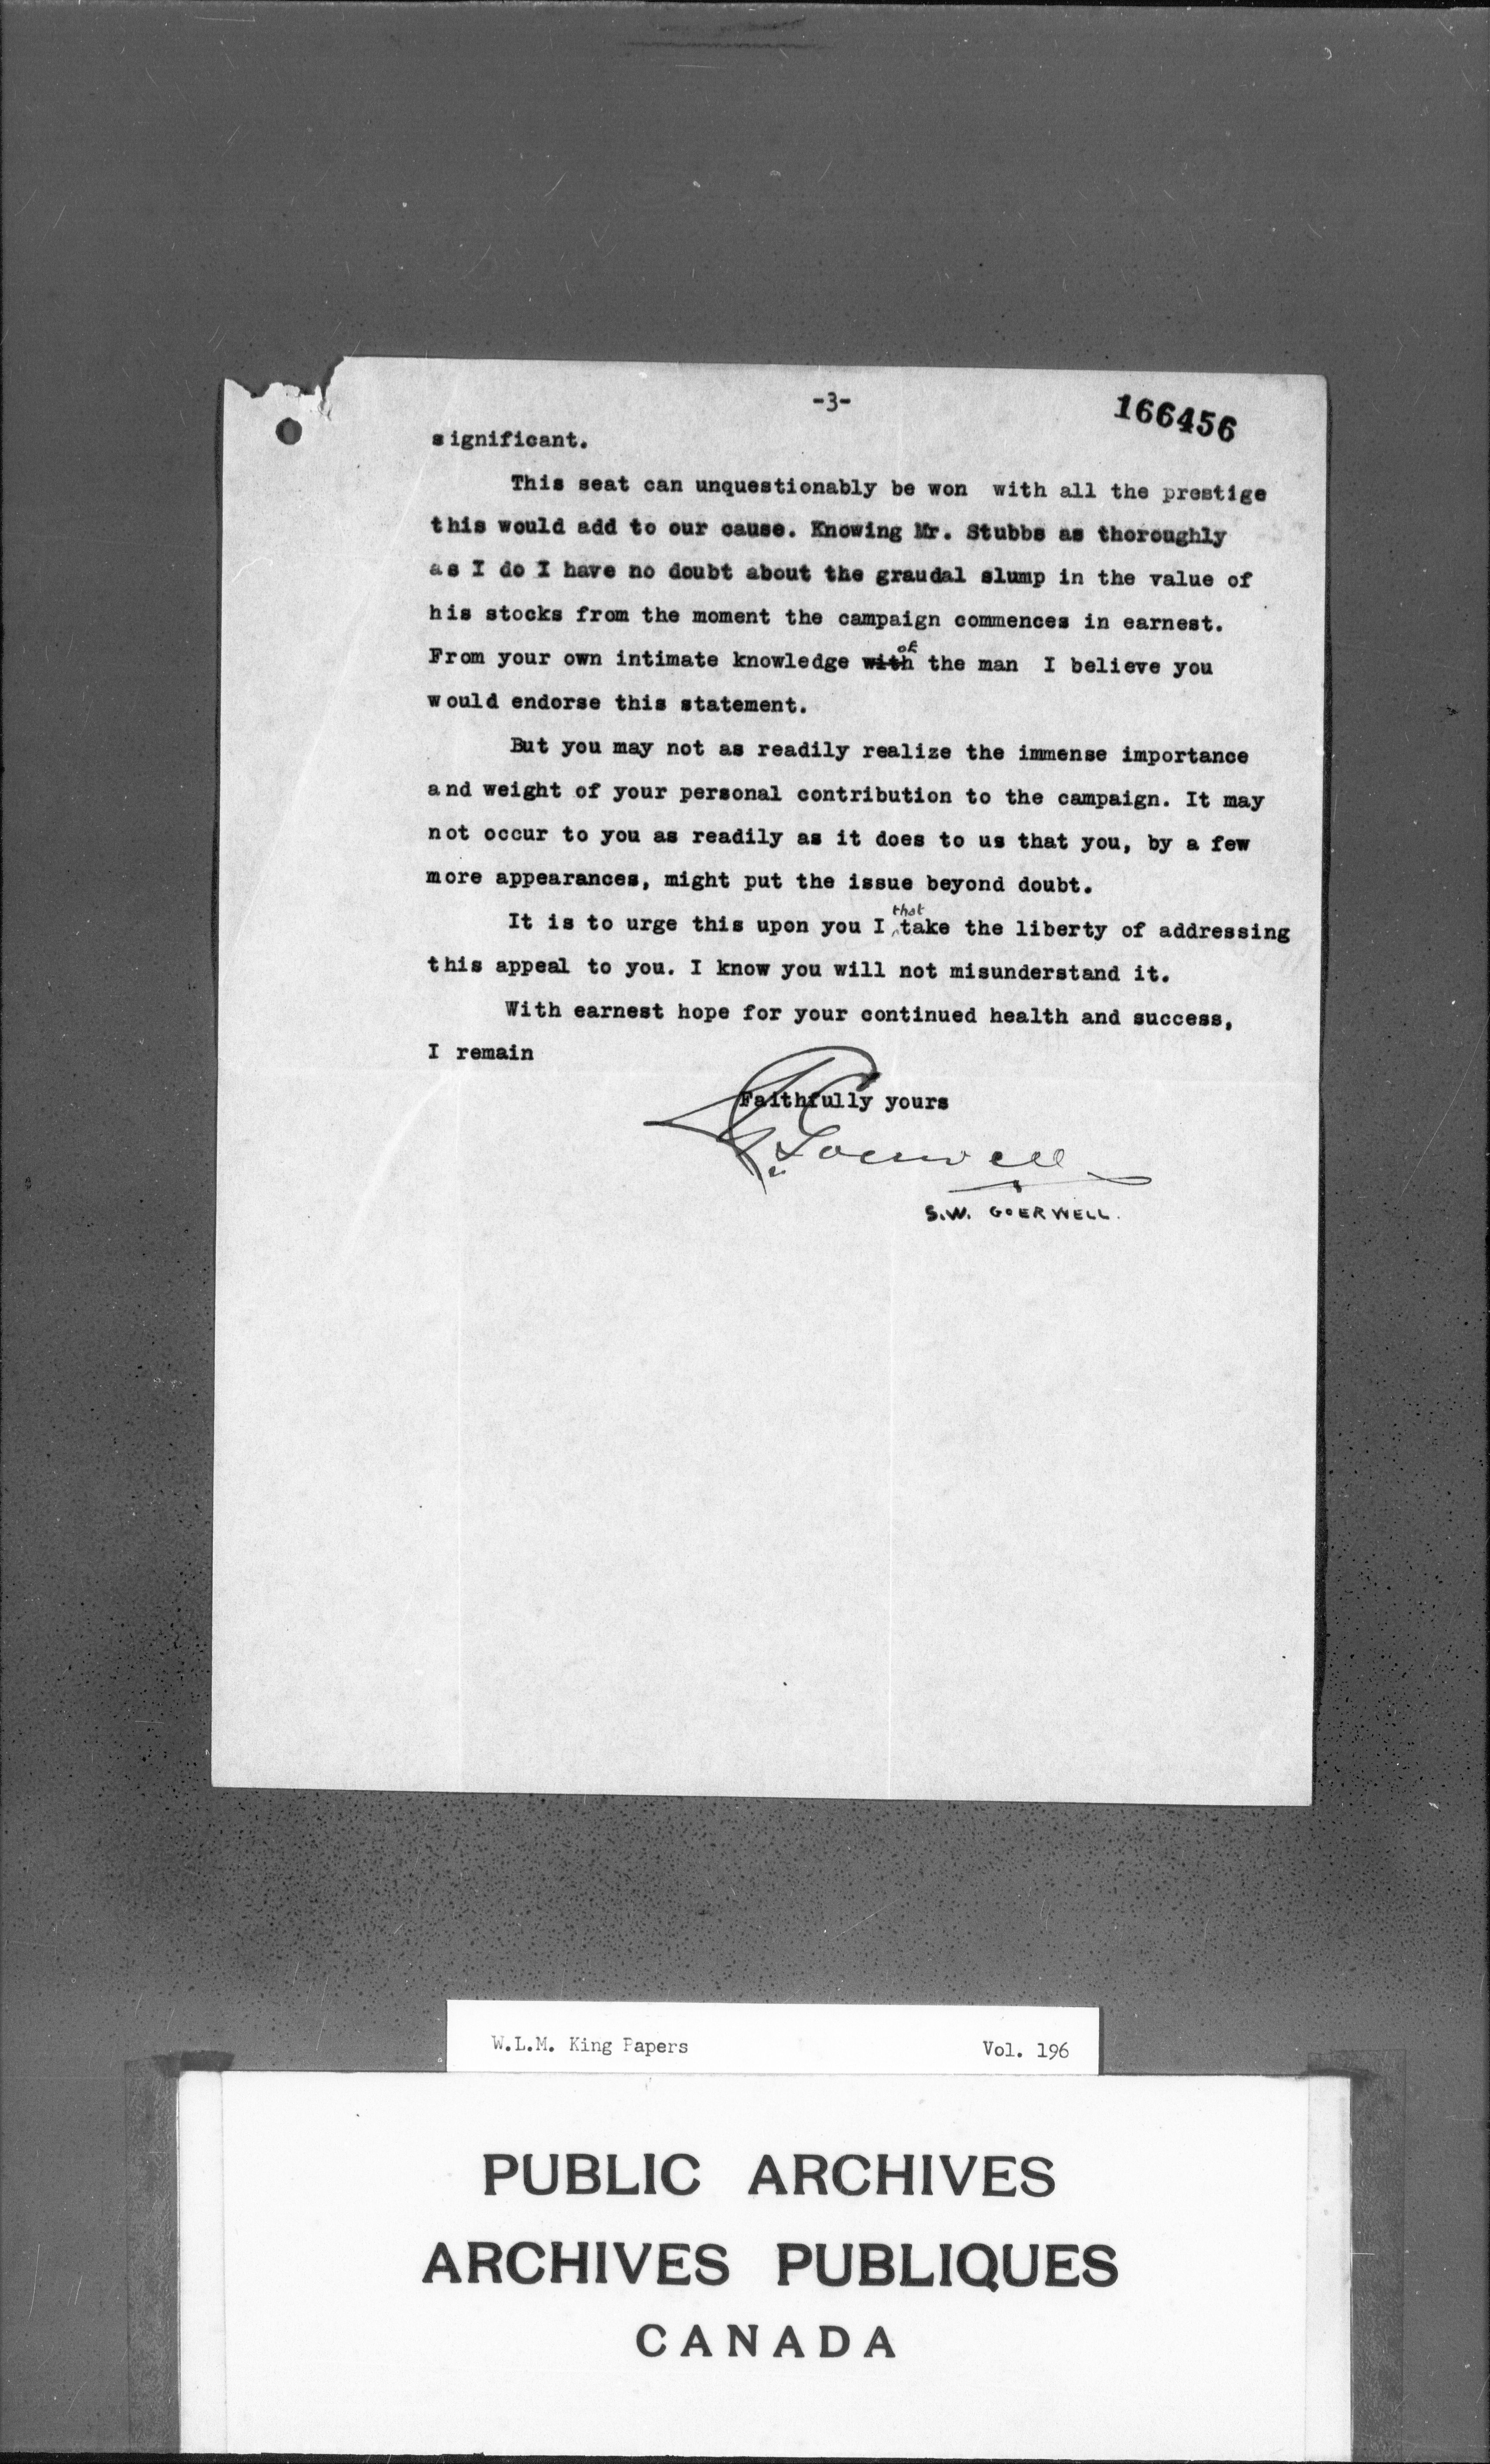 -3-
166456
significant.
This seat can unquestionably be won with all the prestige
this would add to our cause. Knowing Mr. Stubbs as thoroughly
as I do I have no doubt about the graudal slump in the value of
his stocks from the moment the campaign commences in earnest.
of
From your own intimate knowledge with the man I believe you
would endorse this statement.
But you may not as readily realize the immense importance
and weight of your personal contribution to the campaign. It may
not occur to you as readily as it does to us that you, by a few
more appearances, might put the issue beyond doubt.
that
It is to urge this upon you I take the liberty of addressing
this appeal to you. I know you will not misunderstand it.
With earnest hope for your continued health and success,
I remain
Faithfully yours
S.W. GOERWELL.
W.L.M. King Papers Vol. 196
PUBLIC ARCHIVES
ARCHIVES PUBLIQUES
CANADA